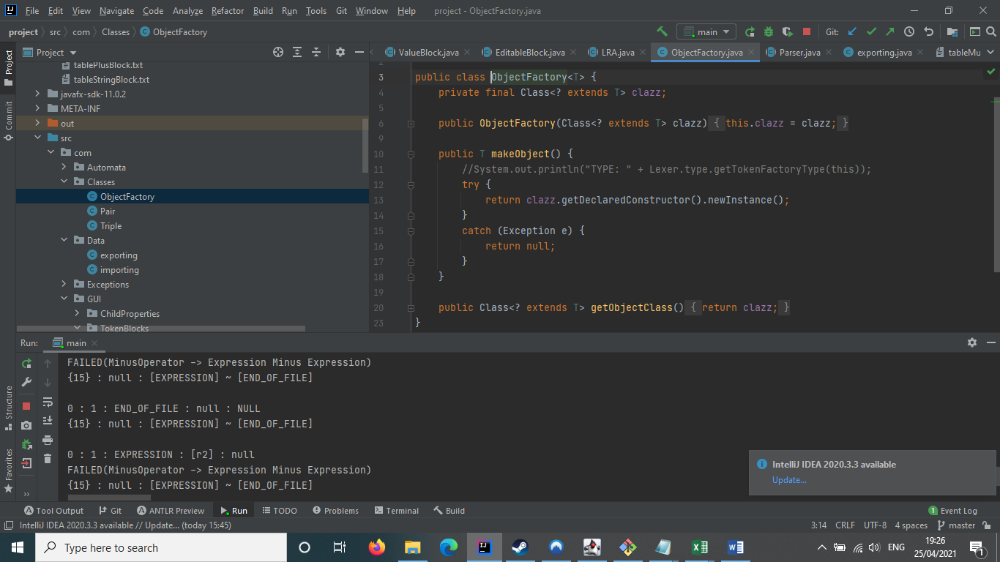 File Edit View Navigate Code Analyze Refactor Build Run Tools Git Window Help project - ObjectFactory.java
project src com Classes ObjectFactory main Git:
Project
ValueBlock.java EditableBlock.java LRA.java ObjectFactory.java Parser.java exporting.java tableMu
Project
Commit
Structure
Favorites
tablePlusBlock.txt
tableStringBlock.txt
javafx-sdk-11.0.2
META-INF
out
src
com
Automata
Classes
ObjectFactory
Pair
Triple
Data
exporting
importing
Exceptions
GUI
ChildProperties
TokenBlocks
2
3 public class ObjectFactory<T> {
4 private final Class<? extends T> clazz;
5
6 public ObjectFactory(Class<? extends T> clazz) { this.clazz = clazz; }
9
10 public T makeObject() {
11 //System.out.println("TYPE: " + Lexer.type.getTokenFactoryType(this));
12 try {
13 return clazz.getDeclaredConstructor().newInstance();
14 }
15 catch (Exception e) {
16 return null;
17 }
18 }
19
20 public Class<? extends T> getObjectClass() { return clazz; }
23 }
Run: main
FAILED(MinusOperator -> Expression Minus Expression)
{15} : null : [EXPRESSION] ~ [END_OF_FILE]
0 : 1 : END_OF_FILE : null : NULL
{15} : null : [EXPRESSION] ~ [END_OF_FILE]
0 : 1 : EXPRESSION : [r2] : null
FAILED(MinusOperator -> Expression Minus Expression)
{15} : null : [EXPRESSION] ~ [END_OF_FILE]
IntelliJ IDEA 2020.3.3 available
Update...
Tool Output Git ANTLR Preview Run TODO Problems Terminal Build 1 Event Log
IntelliJ IDEA 2020.3.3 available // Update... (today 15:45) 3:14 CRLF UTF-8 4 spaces master
Type here to search ENG 19:26
25/04/2021 1